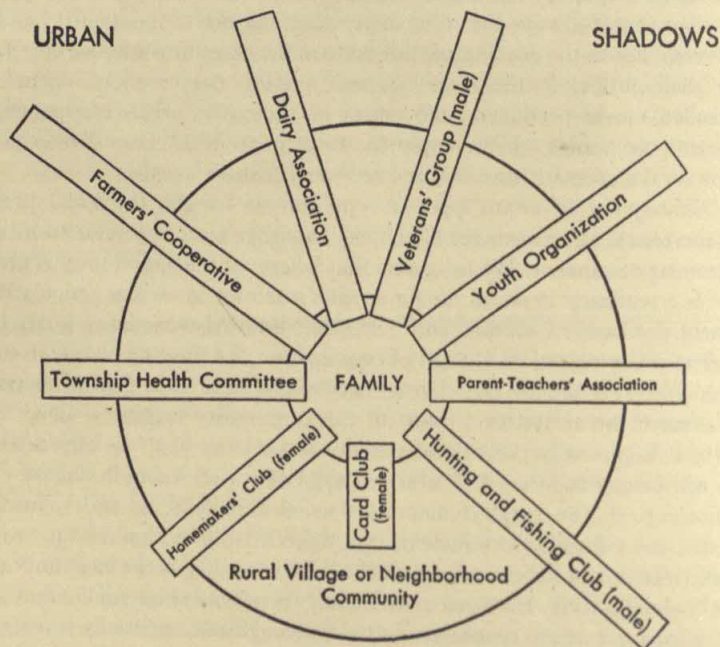 URBAN
SHADOWS
Dairy Association
Veterans' Group (male)
Farmers' Cooperative
Youth Organization
Township Health Committee
FAMILY
Parent-Teachers' Association
Homemakers' Club (female)
Card Club
(female)
Hunting and Fishing Club (male)
Rural Village or Neighborhood
Community